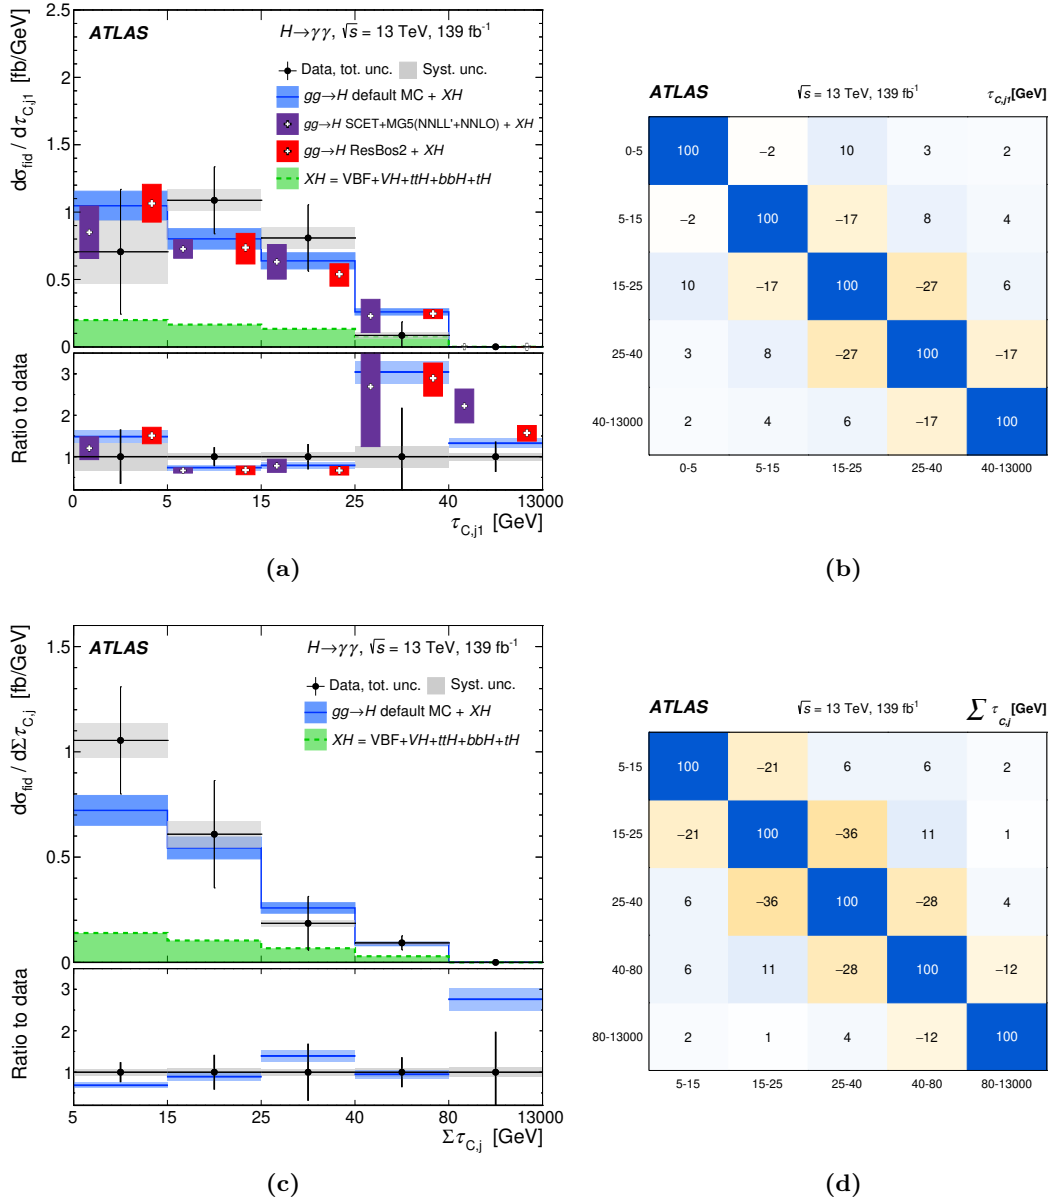 ATLAS
H→γγ, √s = 13 TeV, 139 fb⁻¹
Data, tot. unc. Syst. unc.
gg→H default MC + XH
gg→H SCET+MG5(NNLL'+NNLO) + XH
gg→H ResBos2 + XH
XH = VBF+VH+ttH+bbH+tH
dσ_fid / dτ_C,j1 [fb/GeV]
2.5
2
1.5
1
0.5
0
Ratio to data
3
2
1
0 5 15 25 40 13000
τ_C,j1 [GeV]
(a)
ATLAS √s = 13 TeV, 139 fb⁻¹ τ_C,j1[GeV]
0-5 100 −2 10 3 2
5-15 −2 100 −17 8 4
15-25 10 −17 100 −27 6
25-40 3 8 −27 100 −17
40-13000 2 4 6 −17 100
0-5 5-15 15-25 25-40 40-13000
(b)
ATLAS
H→γγ, √s = 13 TeV, 139 fb⁻¹
Data, tot. unc. Syst. unc.
gg→H default MC + XH
XH = VBF+VH+ttH+bbH+tH
dσ_fid / dΣτ_C,j [fb/GeV]
1.5
1
0.5
0
Ratio to data
3
2
1
5 15 25 40 80 13000
Στ_C,j [GeV]
(c)
ATLAS √s = 13 TeV, 139 fb⁻¹ ∑ τ_C,j[GeV]
5-15 100 −21 6 6 2
15-25 −21 100 −36 11 1
25-40 6 −36 100 −28 4
40-80 6 11 −28 100 −12
80-13000 2 1 4 −12 100
5-15 15-25 25-40 40-80 80-13000
(d)